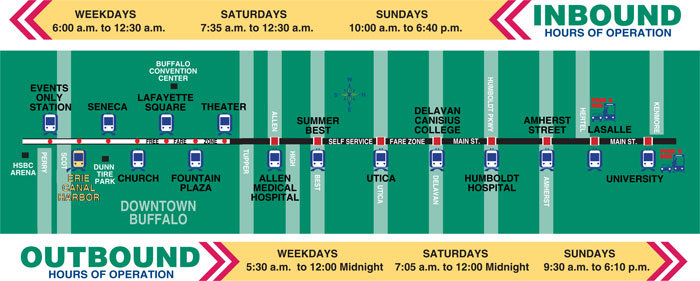 WEEKDAYS
6:00 a.m. to 12:30 a.m.
SATURDAYS
7:35 a.m. to 12:30 a.m.
SUNDAYS
10:00 a.m. to 6:40 p.m.
INBOUND
HOURS OF OPERATION
BUFFALO
CONVENTION
CENTER
EVENTS
ONLY
STATION
SENECA
LAFAYETTE
SQUARE
THEATER
ALLEN
SUMMER
BEST
DELAVAN
CANISIUS
COLLEGE
HUMBOLDT PKWY
AMHERST
STREET
HERTEL
LASALLE
KENMORE
FREE FARE ZONE
SELF SERVICE
FARE ZONE
MAIN ST.
MAIN ST.
HSBC
ARENA
PERRY
SCOTT
ERIE
CANAL
HARBOR
DUNN
TIRE
PARK
CHURCH
FOUNTAIN
PLAZA
TUPPER
ALLEN
MEDICAL
HOSPITAL
HIGH
BEST
UTICA
UTICA
DELAVAN
HUMBOLDT
HOSPITAL
AMHERST
UNIVERSITY
DOWNTOWN
BUFFALO
OUTBOUND
HOURS OF OPERATION
WEEKDAYS
5:30 a.m. to 12:00 Midnight
SATURDAYS
7:05 a.m. to 12:00 Midnight
SUNDAYS
9:30 a.m. to 6:10 p.m.